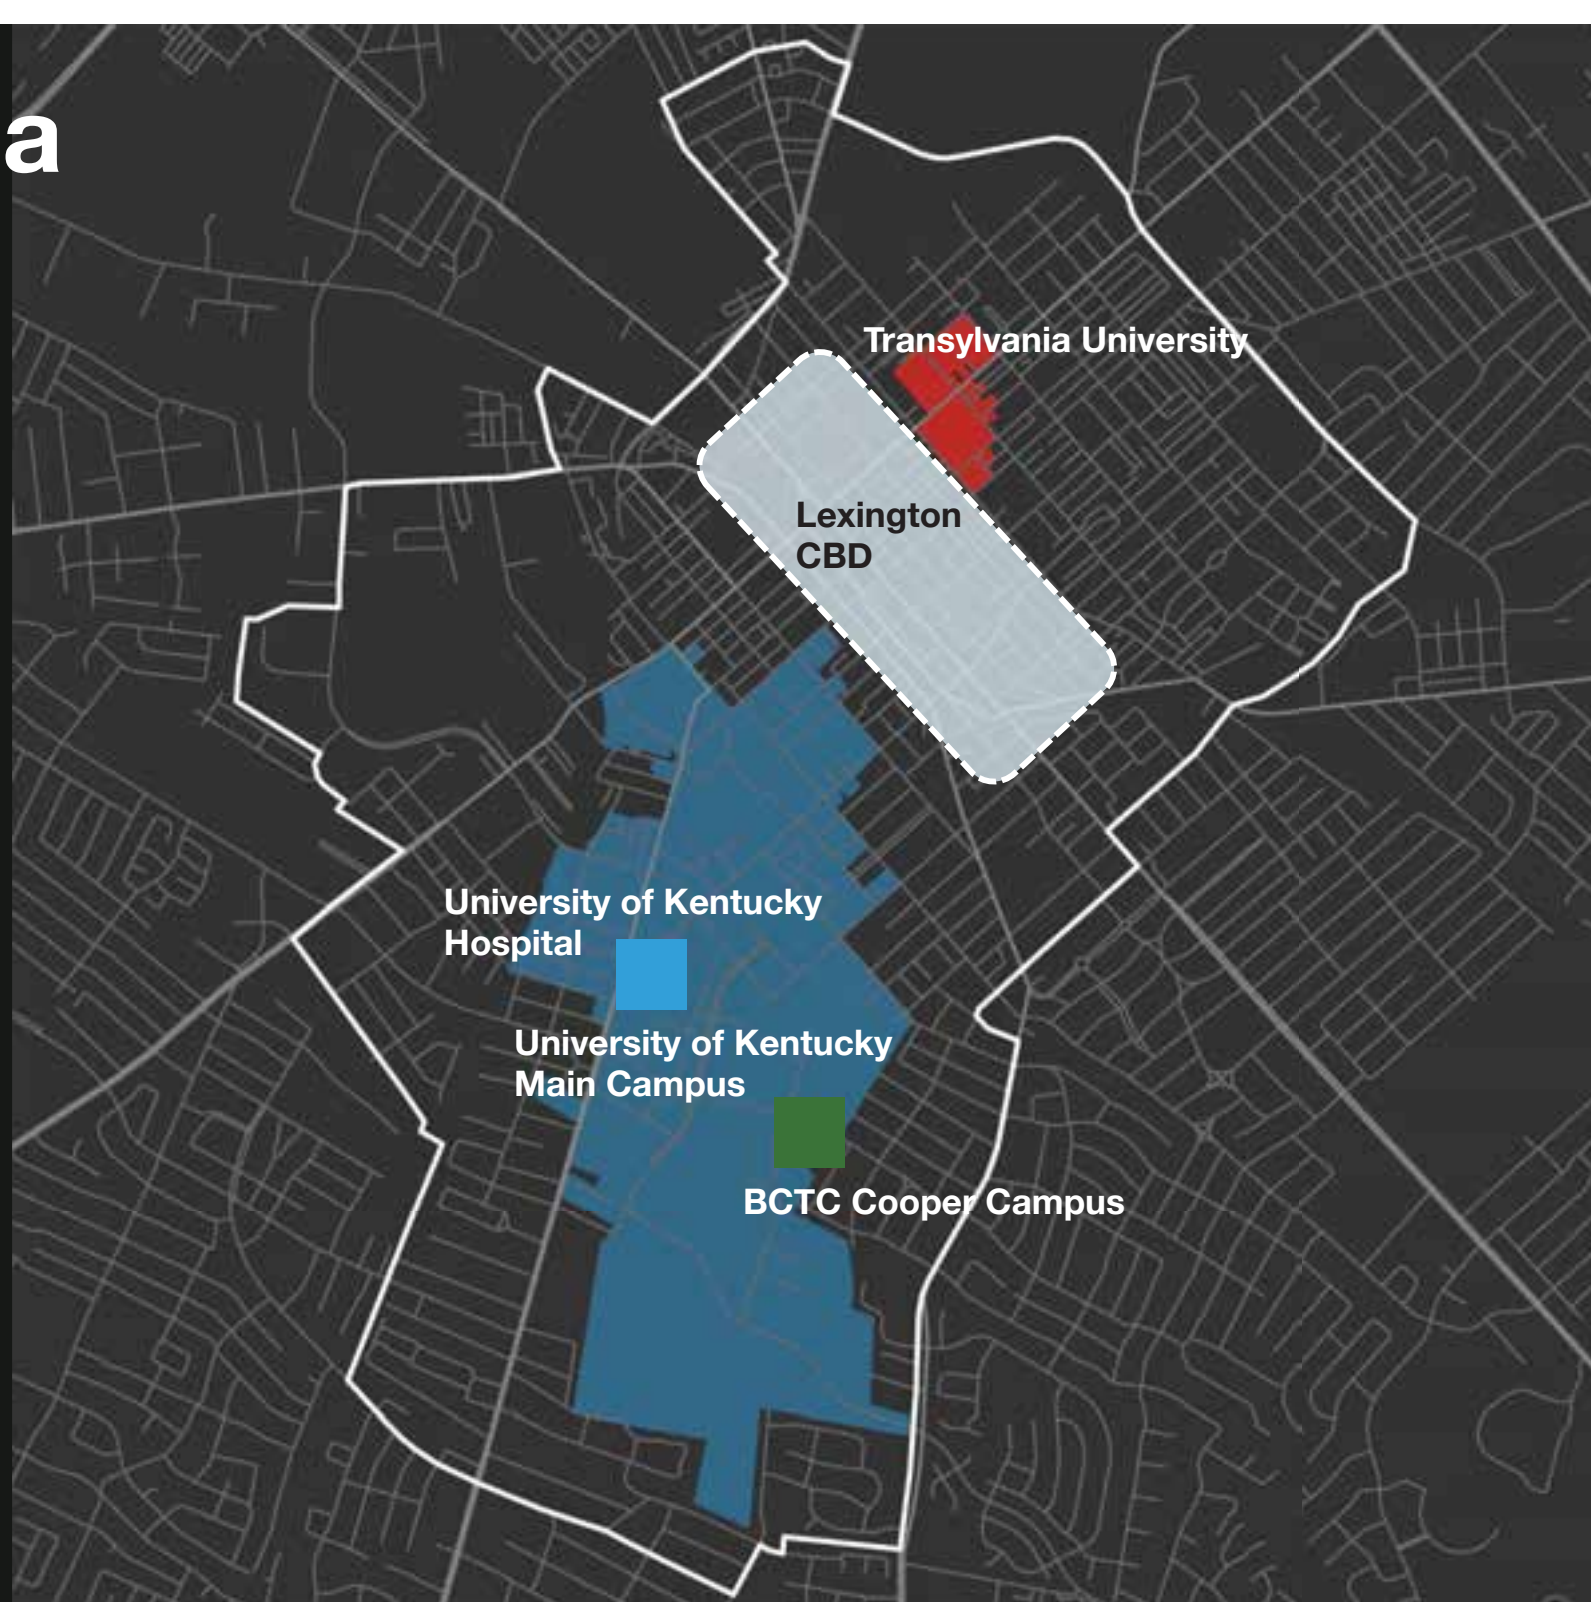 a
Transylvania University
Lexington
CBD
University of Kentucky
Hospital
University of Kentucky
Main Campus
BCTC Cooper Campus